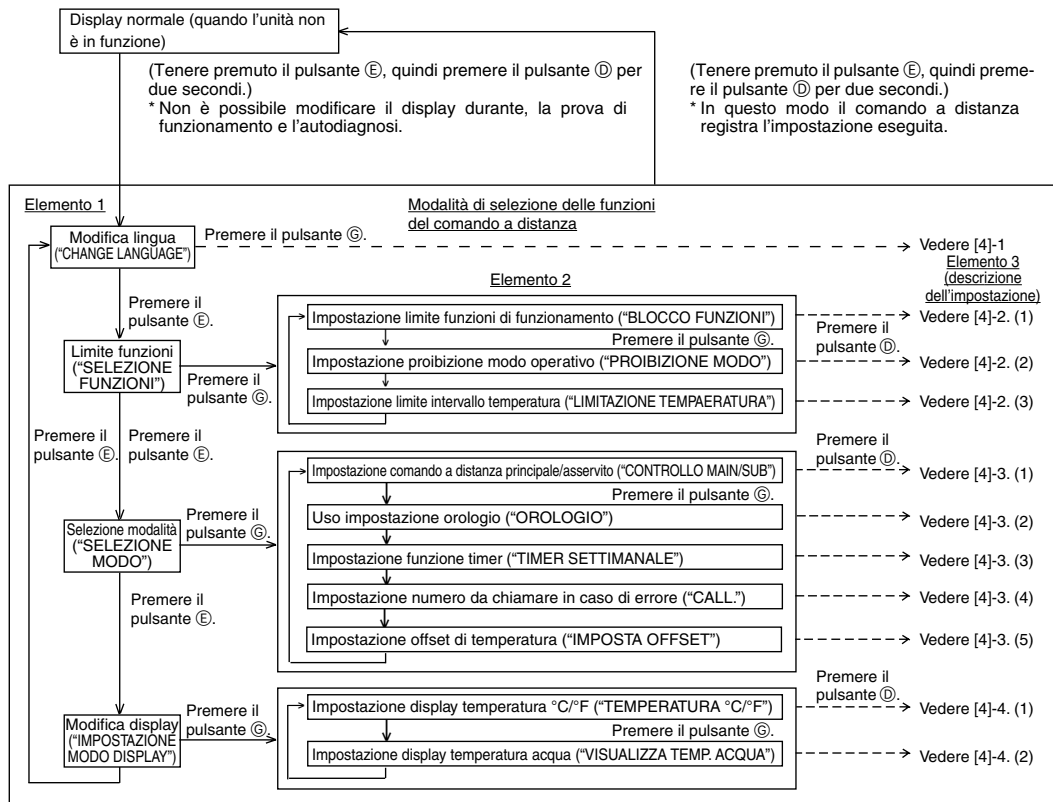 Display normale (quando l'unità non
è in funzione)
(Tenere premuto il pulsante Ⓔ, quindi premere il pulsante Ⓓ per
due secondi.)
* Non è possibile modificare il display durante, la prova di
funzionamento e l'autodiagnosi.
(Tenere premuto il pulsante Ⓔ, quindi preme-
re il pulsante Ⓓ per due secondi.)
* In questo modo il comando a distanza
registra l'impostazione eseguita.
Elemento 1
Modalità di selezione delle funzioni
del comando a distanza
Modifica lingua
("CHANGE LANGUAGE")
Premere il pulsante Ⓖ.
Vedere [4]-1
Elemento 3
(descrizione
dell'impostazione)
Elemento 2
Premere il
pulsante Ⓔ.
Limite funzioni
("SELEZIONE
FUNZIONI")
Premere il
pulsante Ⓖ.
Impostazione limite funzioni di funzionamento ("BLOCCO FUNZIONI")
Premere il pulsante Ⓖ.
Premere il
pulsante Ⓓ.
Vedere [4]-2. (1)
Impostazione proibizione modo operativo ("PROIBIZIONE MODO")
Vedere [4]-2. (2)
Impostazione limite intervallo temperatura ("LIMITAZIONE TEMPAERATURA")
Vedere [4]-2. (3)
Premere il
pulsante Ⓔ.
Premere il
pulsante Ⓔ.
Selezione modalità
("SELEZIONE
MODO")
Premere il
pulsante Ⓖ.
Impostazione comando a distanza principale/asservito ("CONTROLLO MAIN/SUB")
Premere il pulsante Ⓖ.
Premere il
pulsante Ⓓ.
Vedere [4]-3. (1)
Uso impostazione orologio ("OROLOGIO")
Vedere [4]-3. (2)
Impostazione funzione timer ("TIMER SETTIMANALE")
Vedere [4]-3. (3)
Impostazione numero da chiamare in caso di errore ("CALL.")
Vedere [4]-3. (4)
Impostazione offset di temperatura ("IMPOSTA OFFSET")
Vedere [4]-3. (5)
Premere il
pulsante Ⓔ.
Modifica display
("IMPOSTAZIONE
MODO DISPLAY")
Premere il
pulsante Ⓖ.
Impostazione display temperatura °C/°F ("TEMPERATURA °C/°F")
Premere il pulsante Ⓖ.
Premere il
pulsante Ⓓ.
Vedere [4]-4. (1)
Impostazione display temperatura acqua ("VISUALIZZA TEMP. ACQUA")
Vedere [4]-4. (2)